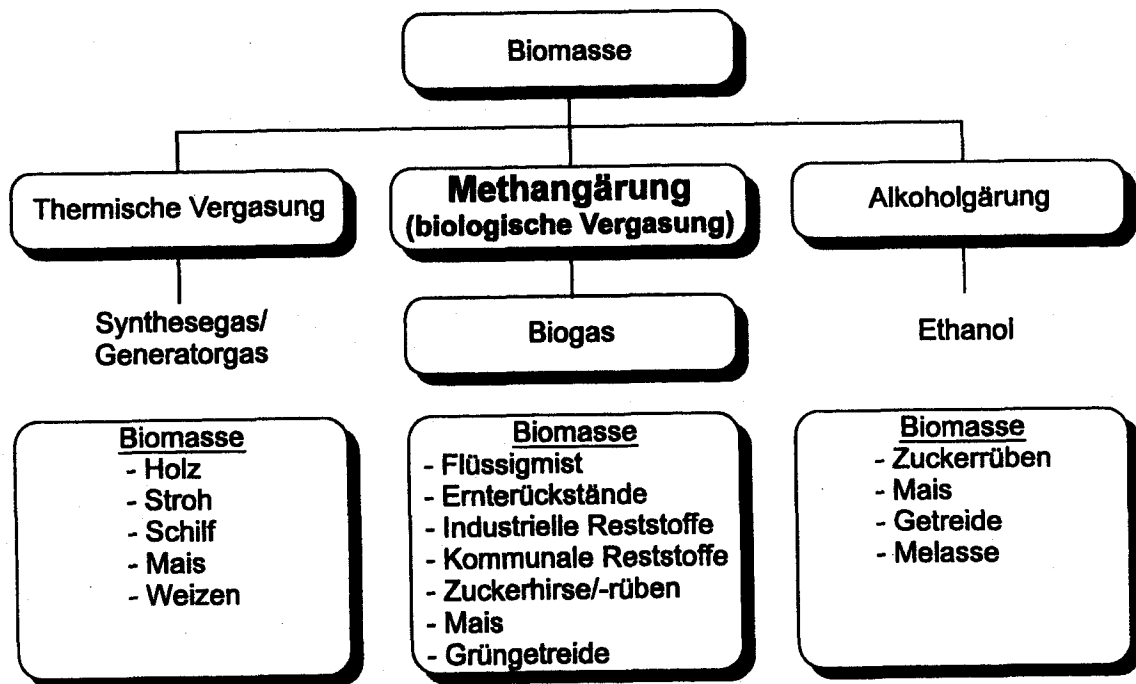 Biomasse
Thermische Vergasung
Methangärung
(biologische Vergasung)
Alkoholgärung
Synthesegas/
Generatorgas
Biogas
Ethanol
Biomasse
- Holz
- Stroh
- Schilf
- Mais
- Weizen
Biomasse
- Flüssigmist
- Ernterückstände
- Industrielle Reststoffe
- Kommunale Reststoffe
- Zuckerhirse/-rüben
- Mais
- Grüngetreide
Biomasse
- Zuckerrüben
- Mais
- Getreide
- Melasse